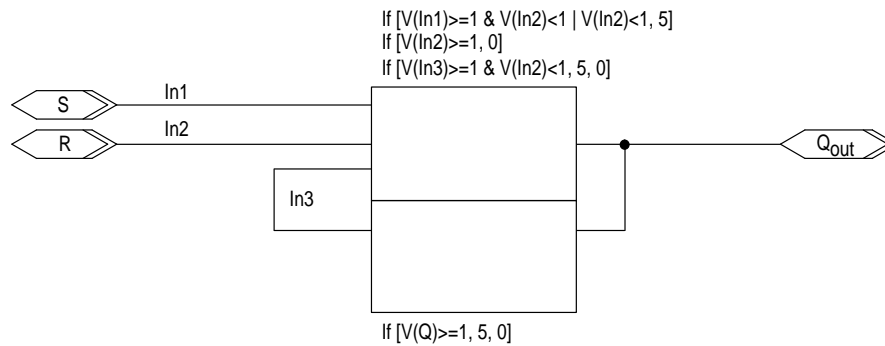 If [V(In1)>=1 & V(In2)<1 | V(In2)<1, 5]
If [V(In2)>=1, 0]
If [V(In3)>=1 & V(In2)<1, 5, 0]
S
In1
R
In2
In3
Qout
If [V(Q)>=1, 5, 0]